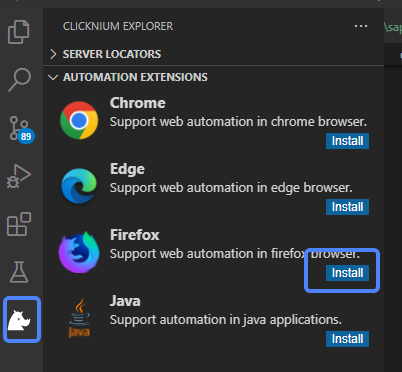 CLICKNIUM EXPLORER
\sap
SERVER LOCATORS
AUTOMATION EXTENSIONS
Chrome
Support web automation in chrome browser.
Install
89
Edge
Support web automation in edge browser.
Install
Firefox
Support web automation in firefox browser.
Install
Java
Java
Support automation in java applications.
Install